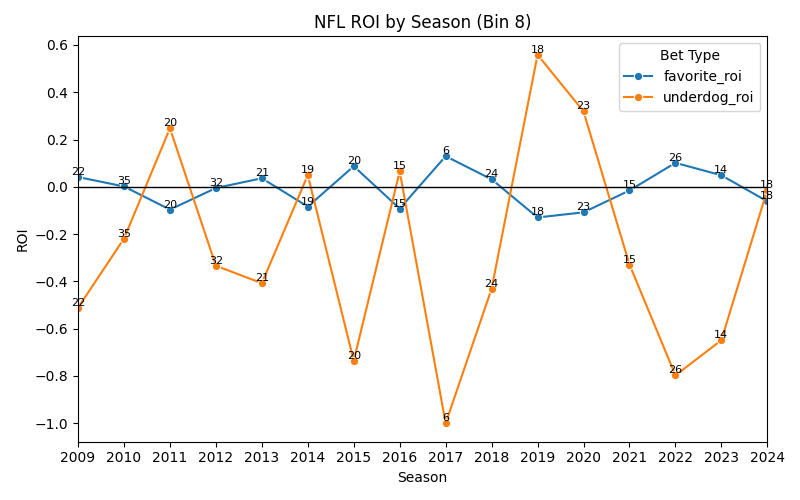 NFL ROI by Season (Bin 8)
Bet Type
favorite_roi
underdog_roi
ROI
0.6
0.4
0.2
0.0
−0.2
−0.4
−0.6
−0.8
−1.0
22 35 20 32 21 19 20 15 6 24 18 23 15 26 14 18
22 35 20 32 21 19 20 15 6 24 18 23 15 26 14 18
2009 2010 2011 2012 2013 2014 2015 2016 2017 2018 2019 2020 2021 2022 2023 2024
Season